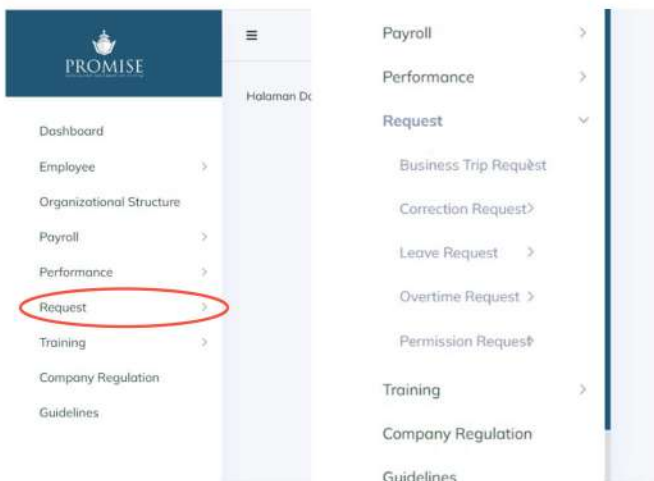 PROMISE
Halaman Da
Dashboard
Employee
Organizational Structure
Payroll
Performance
Request
Training
Company Regulation
Guidelines
Payroll
Performance
Request
Business Trip Request
Correction Request
Leave Request
Overtime Request
Permission Request
Training
Company Regulation
Guidelines